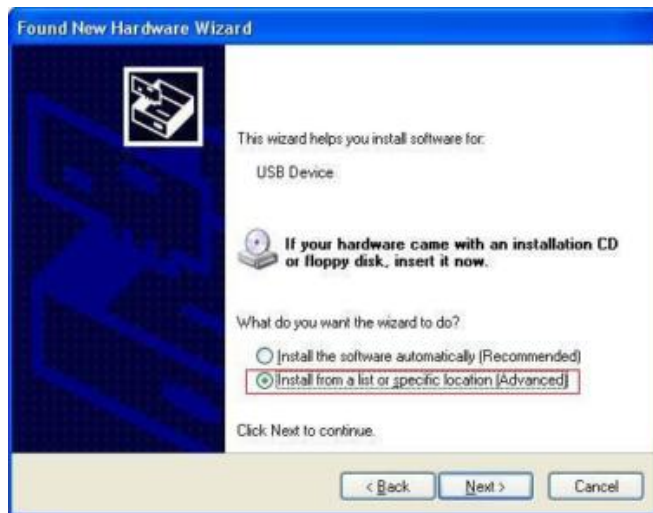 Found New Hardware Wizard
This wizard helps you install software for:
USB Device
If your hardware came with an installation CD
or floppy disk, insert it now.
What do you want the wizard to do?
Install the software automatically (Recommended)
Install from a list or specific location (Advanced)
Click Next to continue.
< Back
Next >
Cancel